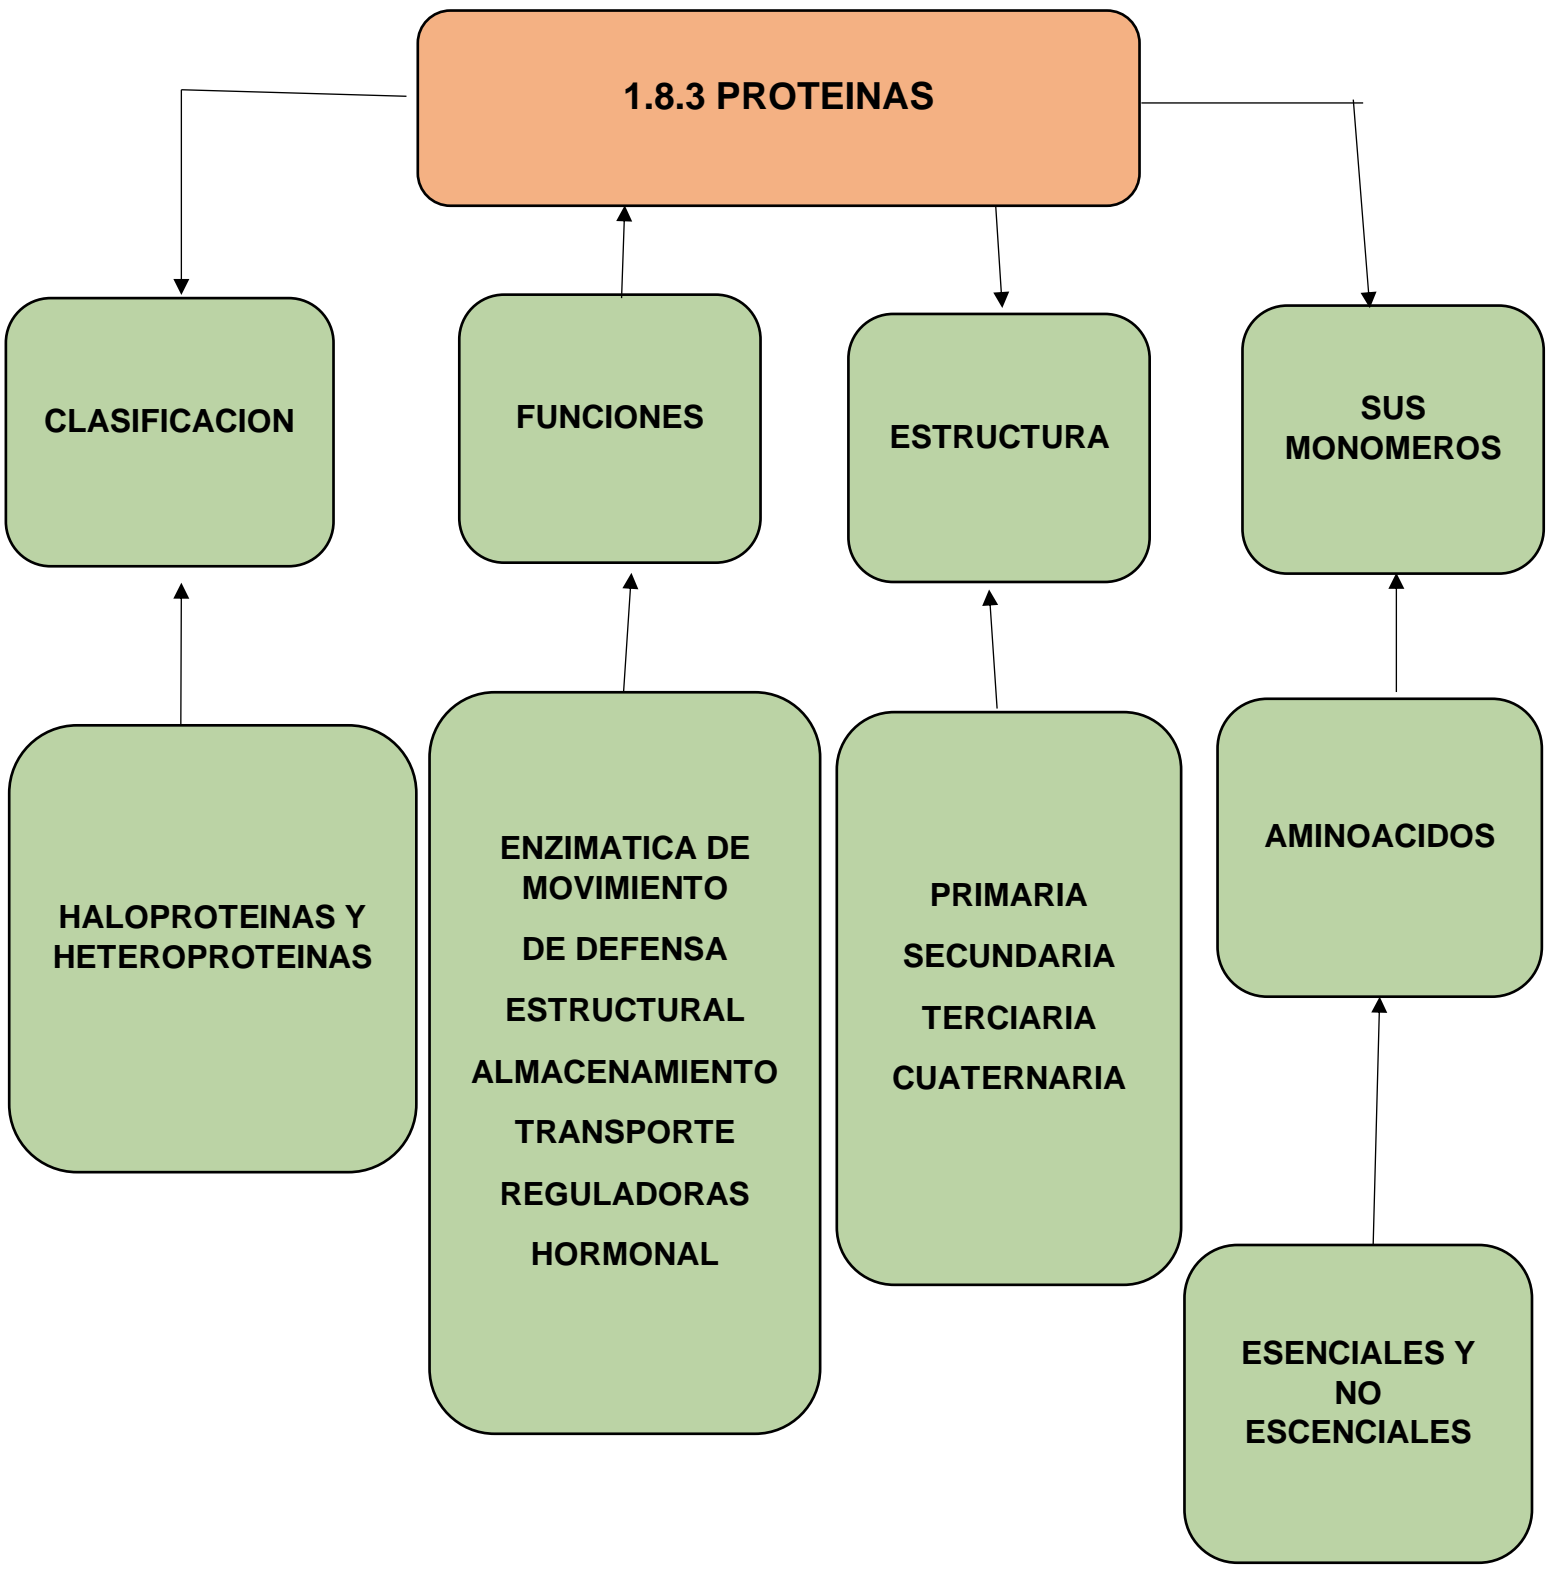 1.8.3 PROTEINAS
CLASIFICACION
FUNCIONES
ESTRUCTURA
SUS
MONOMEROS
HALOPROTEINAS Y
HETEROPROTEINAS
ENZIMATICA DE
MOVIMIENTO
DE DEFENSA
ESTRUCTURAL
ALMACENAMIENTO
TRANSPORTE
REGULADORAS
HORMONAL
PRIMARIA
SECUNDARIA
TERCIARIA
CUATERNARIA
AMINOACIDOS
ESENCIALES Y
NO
ESCENCIALES